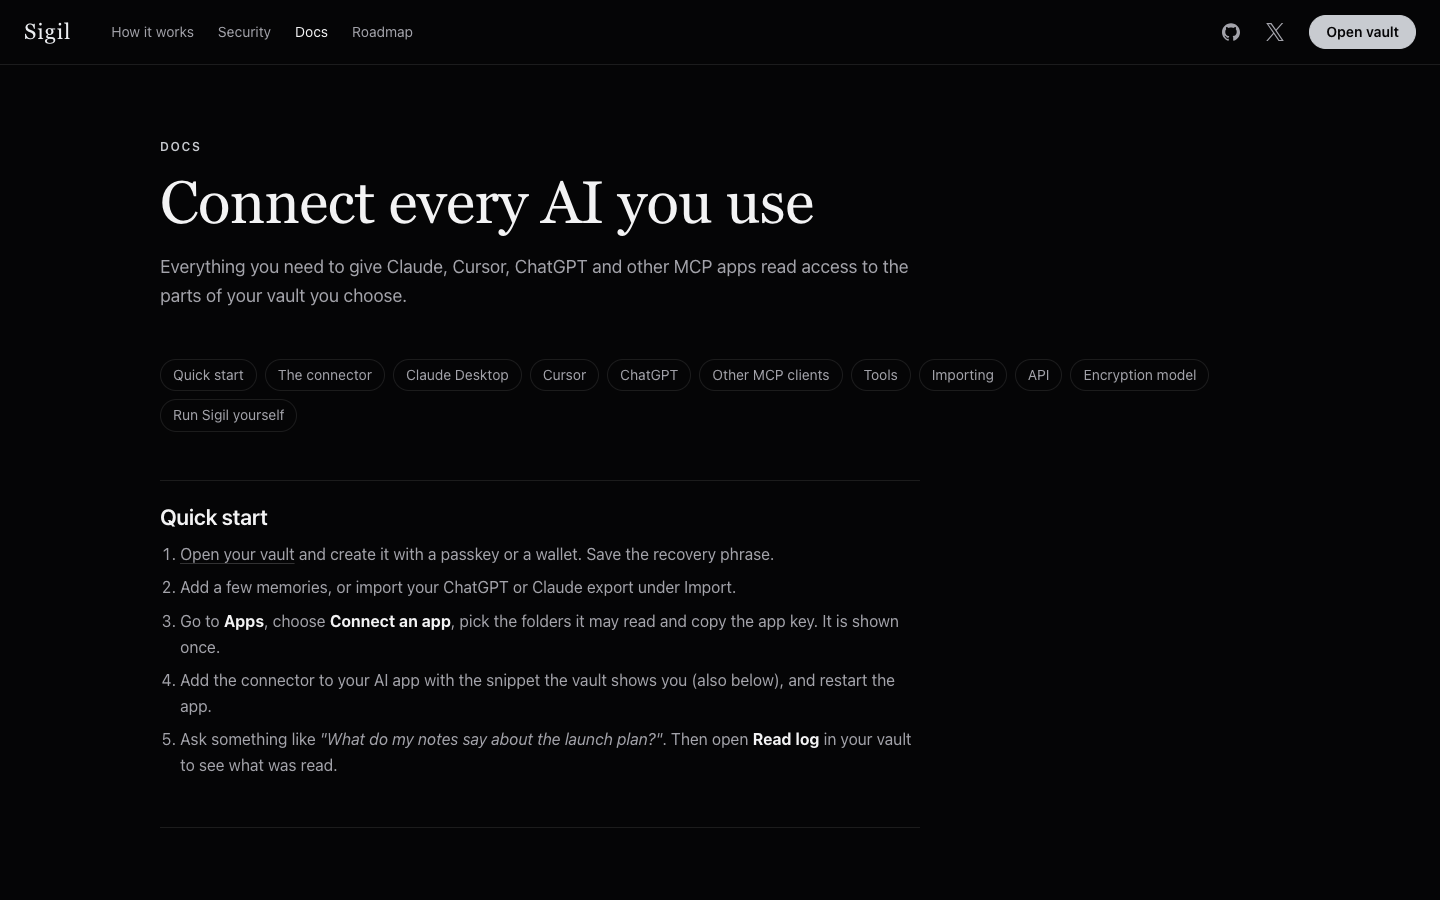 Sigil
How it works
Security
Docs
Roadmap
Open vault
DOCS
Connect every AI you use
Everything you need to give Claude, Cursor, ChatGPT and other MCP apps read access to the
parts of your vault you choose.
Quick start
The connector
Claude Desktop
Cursor
ChatGPT
Other MCP clients
Tools
Importing
API
Encryption model
Run Sigil yourself
Quick start
1. Open your vault and create it with a passkey or a wallet. Save the recovery phrase.
2. Add a few memories, or import your ChatGPT or Claude export under Import.
3. Go to Apps, choose Connect an app, pick the folders it may read and copy the app key. It is shown
once.
4. Add the connector to your AI app with the snippet the vault shows you (also below), and restart the
app.
5. Ask something like "What do my notes say about the launch plan?". Then open Read log in your vault
to see what was read.